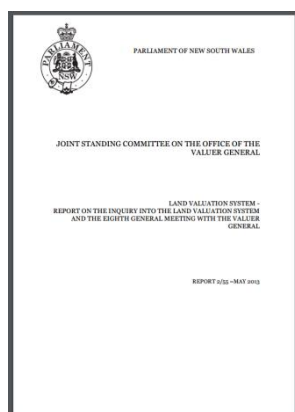 PARLIAMENT
NSW
PARLIAMENT OF NEW SOUTH WALES
JOINT STANDING COMMITTEE ON THE OFFICE OF THE
VALUER GENERAL
LAND VALUATION SYSTEM -
REPORT ON THE INQUIRY INTO THE LAND VALUATION SYSTEM
AND THE EIGHTH GENERAL MEETING WITH THE VALUER
GENERAL
REPORT 2/55 –MAY 2013